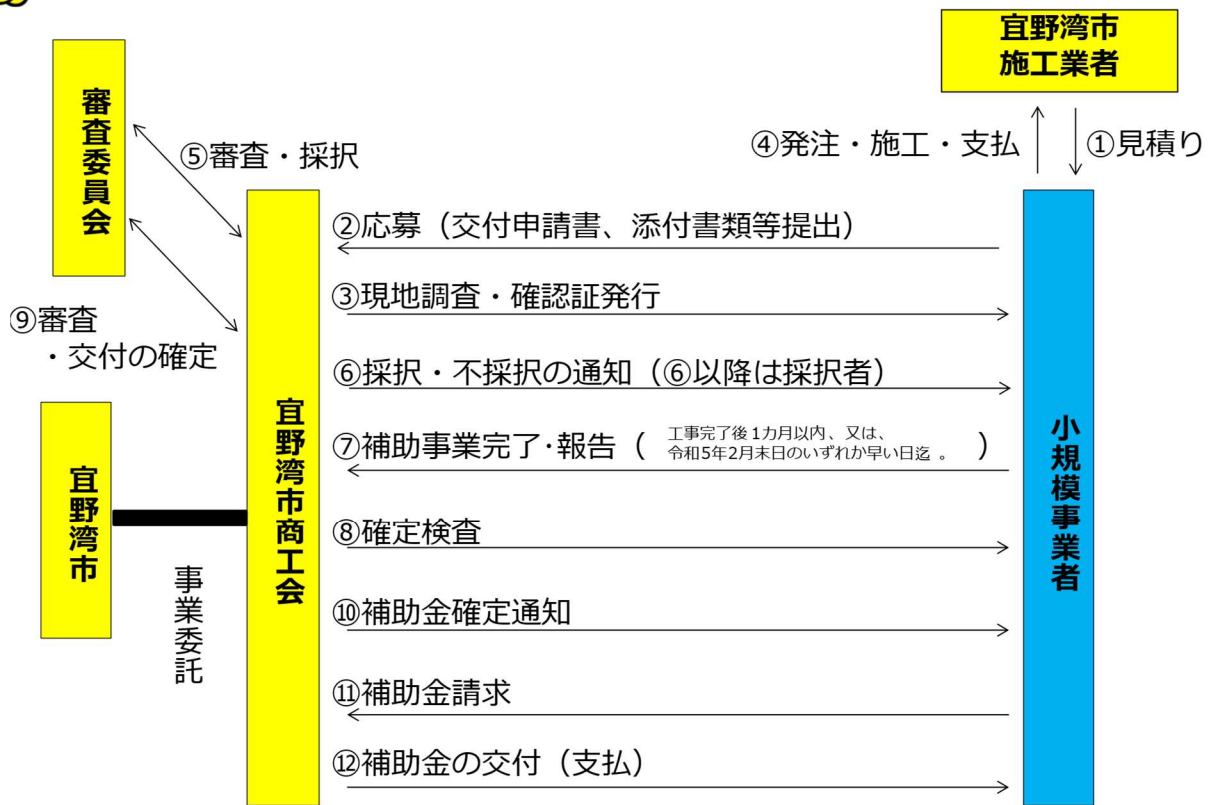 宜野湾市
施工業者
審査委員会
④発注・施工・支払
①見積り
⑤審査・採択
②応募（交付申請書、添付書類等提出）
③現地調査・確認証発行
⑨審査
・交付の確定
⑥採択・不採択の通知（⑥以降は採択者）
⑦補助事業完了・報告（ 工事完了後1カ月以内、又は、
令和5年2月末日のいずれか早い日迄 。 ）
宜野湾市
事業委託
宜野湾市商工会
小規模事業者
⑧確定検査
⑩補助金確定通知
⑪補助金請求
⑫補助金の交付（支払）